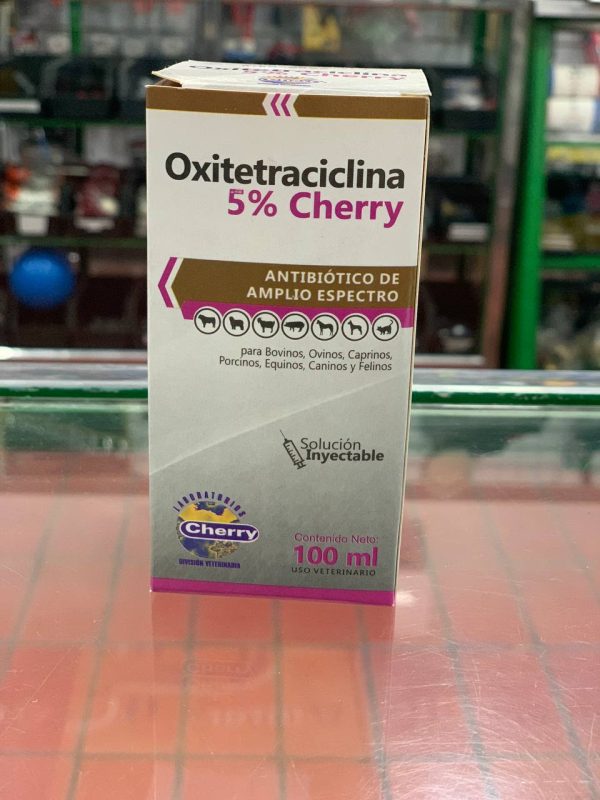 Oxitetraciclina
5% Cherry
ANTIBIÓTICO DE
AMPLIO ESPECTRO
para Bovinos, Ovinos, Caprinos,
Porcinos, Equinos, Caninos y Felinos
Solución
Inyectable
LABORATORIOS
Cherry
DIVISIÓN VETERINARIA
Contenido Neto:
100 ml
USO VETERINARIO